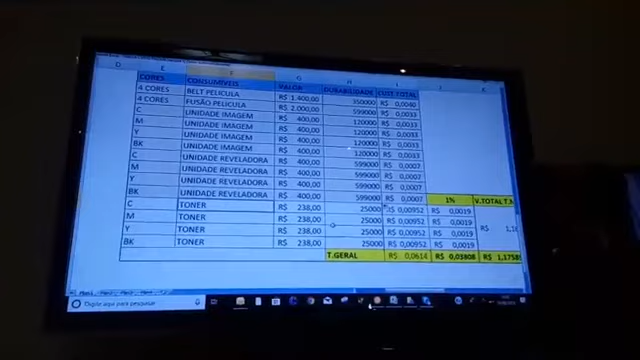 D E F G H I J K
CORES CONSUMÍVEIS VALOR DURABILIDADE CUST.TOTAL
4 CORES BELT PELICULA R$ 1.400,00 350000 R$ 0,0040
4 CORES FUSÃO PELICULA R$ 2.000,00 599000 R$ 0,0033
C UNIDADE IMAGEM R$ 400,00 120000 R$ 0,0033
M UNIDADE IMAGEM R$ 400,00 120000 R$ 0,0033
Y UNIDADE IMAGEM R$ 400,00 120000 R$ 0,0033
BK UNIDADE IMAGEM R$ 400,00 120000 R$ 0,0033
C UNIDADE REVELADORA R$ 400,00 599000 R$ 0,0007
M UNIDADE REVELADORA R$ 400,00 599000 R$ 0,0007
Y UNIDADE REVELADORA R$ 400,00 599000 R$ 0,0007
BK UNIDADE REVELADORA R$ 400,00 599000 R$ 0,0007 1% V.TOTAL T.
C TONER R$ 238,00 25000 R$ 0,00952 R$ 0,0019
M TONER R$ 238,00 25000 R$ 0,00952 R$ 0,0019
Y TONER R$ 238,00 25000 R$ 0,00952 R$ 0,0019 R$
BK TONER R$ 238,00 25000 R$ 0,00952 R$ 0,0019
T.GERAL R$ 0,0614 R$ 0,03808 R$
Digite aqui para pesquisar